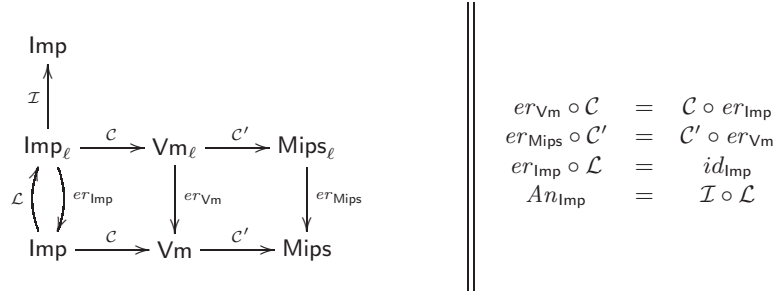 Imp
ℐ
Imp_ℓ 𝒞 Vm_ℓ 𝒞′ Mips_ℓ
ℒ er_Imp er_Vm er_Mips
Imp 𝒞 Vm 𝒞′ Mips
er_Vm ∘ 𝒞 = 𝒞 ∘ er_Imp
er_Mips ∘ 𝒞′ = 𝒞′ ∘ er_Vm
er_Imp ∘ ℒ = id_Imp
An_Imp = ℐ ∘ ℒ